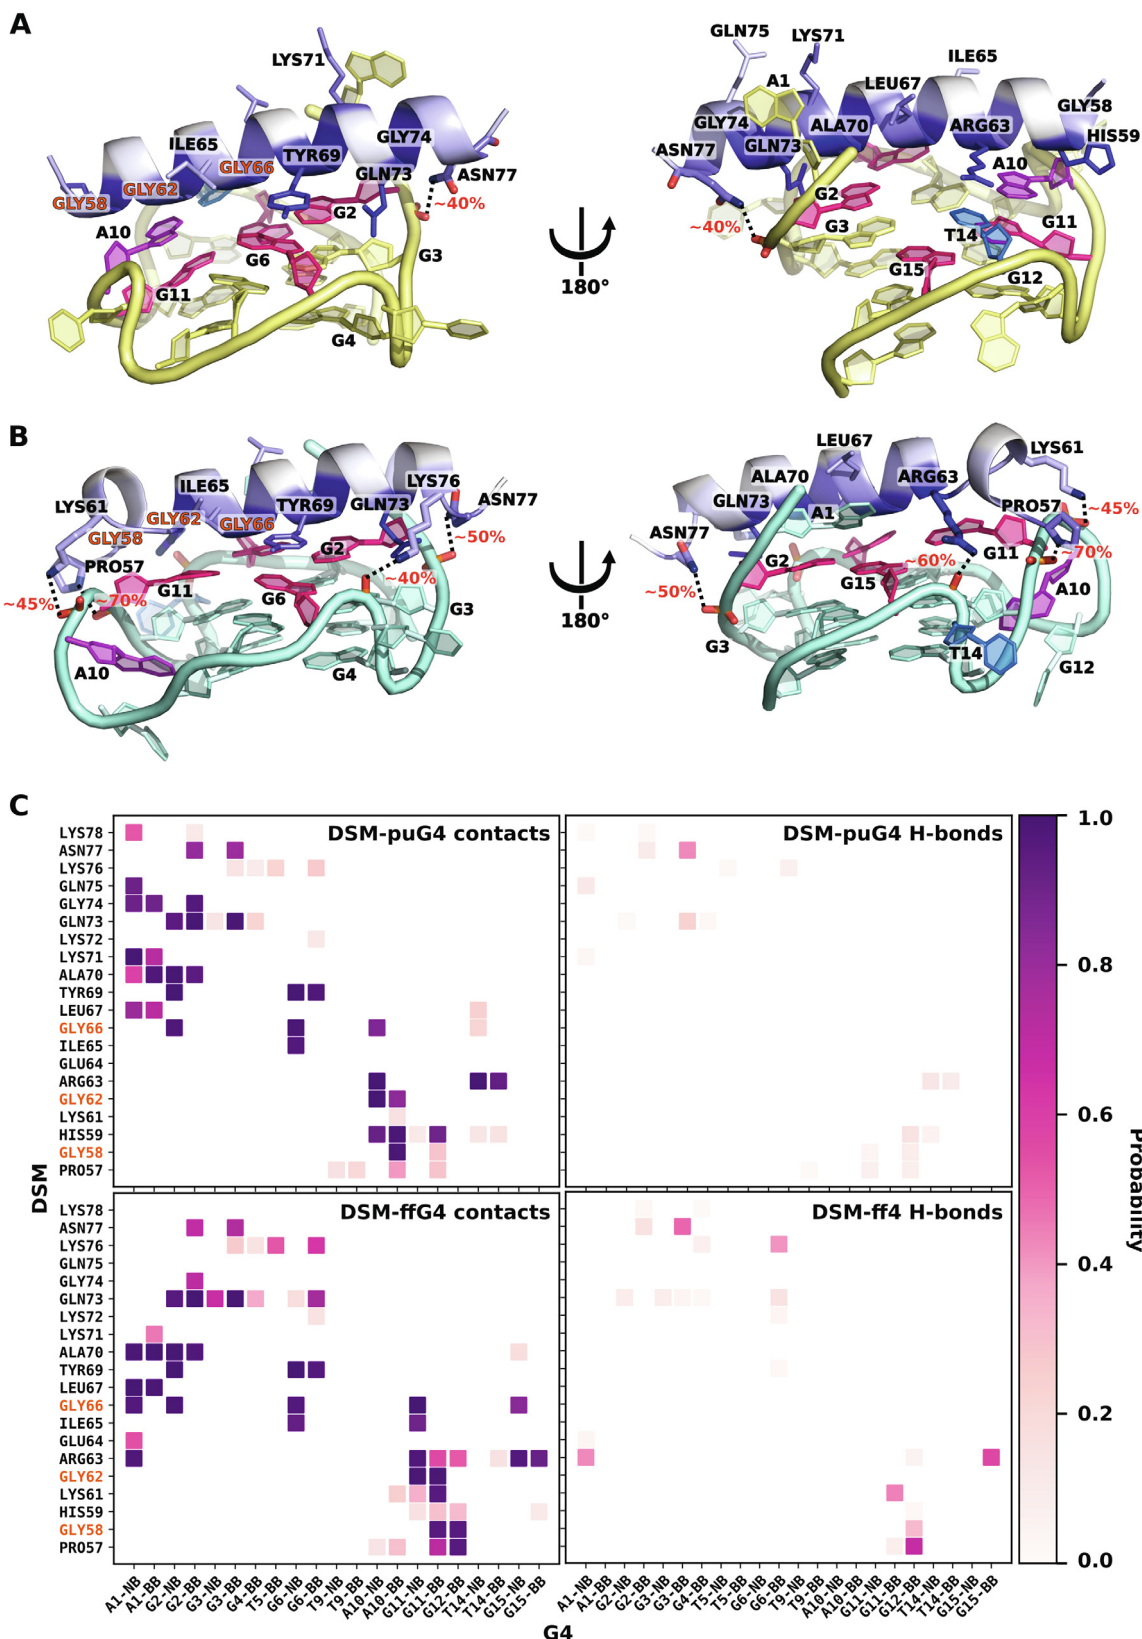 A
LYS71
ILE65
GLY66
TYR69
GLY74
GLY62
GLY58
GLN73
ASN77
~40%
A10
G2
G6
G3
G11
G4
180°
GLN75
LYS71
ILE65
A1
LEU67
GLY58
GLY74
ALA70
ARG63
HIS59
ASN77
GLN73
A10
G2
~40%
G3
T14
G11
G15
G12
B
LYS61
ILE65
LYS76
GLY62
GLY66
TYR69
GLN73
ASN77
GLY58
~50%
PRO57
G2
~45%
~70%
G11
G6
~40%
G3
A10
G4
180°
LEU67
LYS61
ALA70
ARG63
GLN73
A1
PRO57
~45%
ASN77
G2
G11
~70%
~60%
G15
~50%
A10
G3
T14
G12
C
DSM-puG4 contacts
DSM-puG4 H-bonds
LYS78
ASN77
LYS76
GLN75
GLY74
GLN73
LYS72
LYS71
ALA70
TYR69
LEU67
GLY66
ILE65
GLU64
ARG63
GLY62
LYS61
HIS59
GLY58
PRO57
DSM
DSM-ffG4 contacts
DSM-ff4 H-bonds
LYS78
ASN77
LYS76
GLN75
GLY74
GLN73
LYS72
LYS71
ALA70
TYR69
LEU67
GLY66
ILE65
GLU64
ARG63
GLY62
LYS61
HIS59
GLY58
PRO57
A1-NB A1-BB G2-NB G2-BB G3-NB G3-BB G4-BB T5-BB G6-NB G6-BB T9-NB T9-BB A10-NB A10-BB G11-NB G11-BB G12-BB T14-NB T14-BB G15-NB G15-BB
A1-NB A1-BB G2-NB G2-BB G3-NB G3-BB G4-BB T5-BB G6-NB G6-BB T9-NB T9-BB A10-NB A10-BB G11-NB G11-BB G12-BB T14-NB T14-BB G15-NB G15-BB
G4
1.0
0.8
0.6
0.4
0.2
0.0
Probability